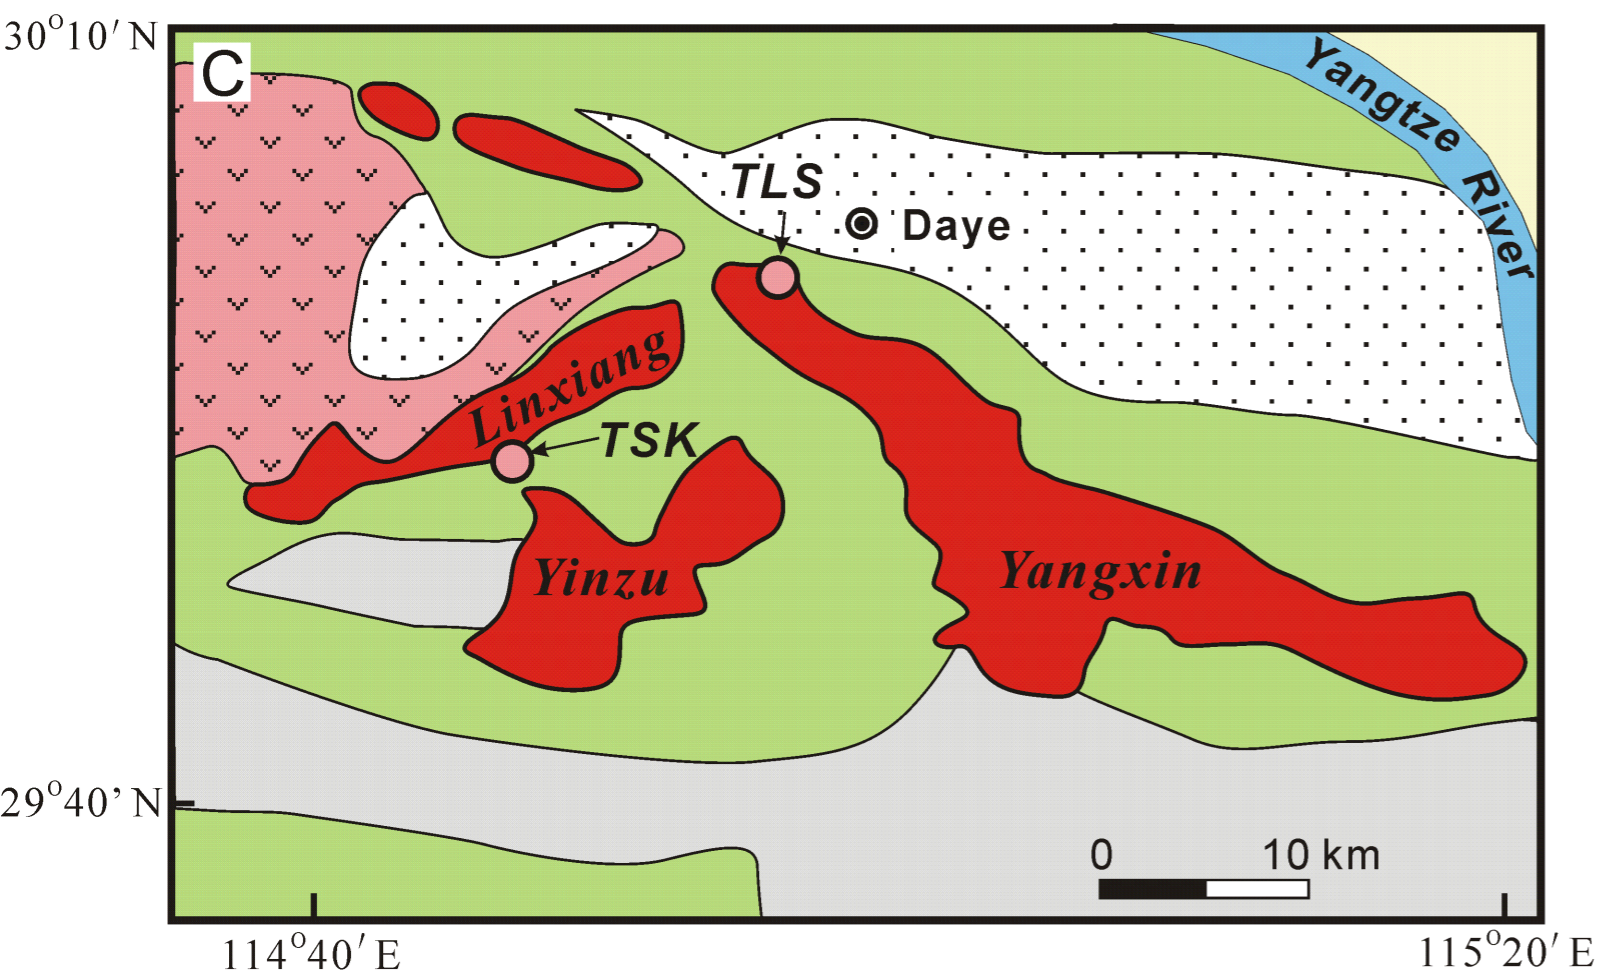 30°10′N
C
Yangtze
River
TLS
Daye
Linxiang
TSK
Yinzu
Yangxin
29°40’N
0 10 km
114°40′E
115°20′E